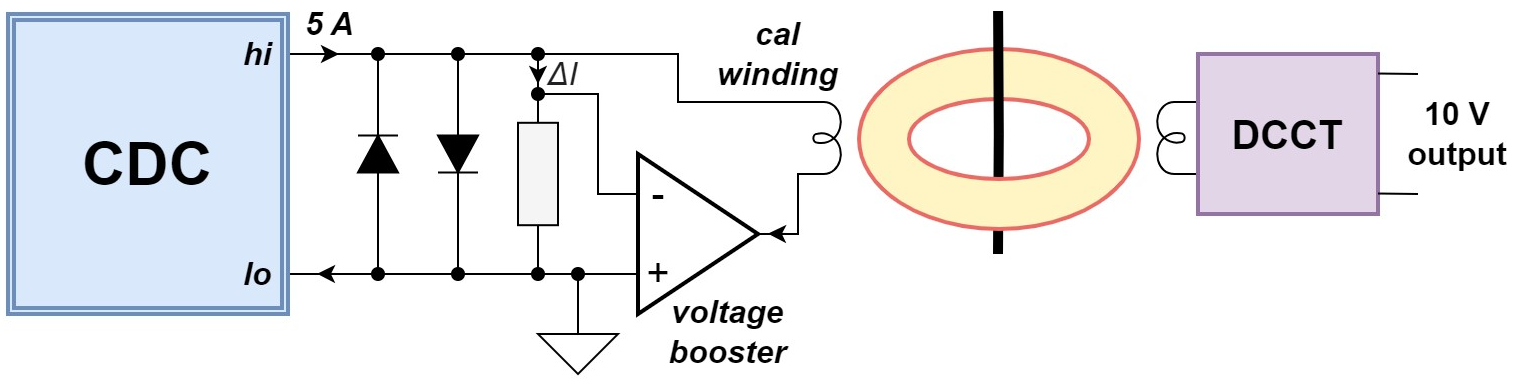 5 A
hi
CDC
lo
ΔI
-
+
voltage
booster
cal
winding
DCCT
10 V
output